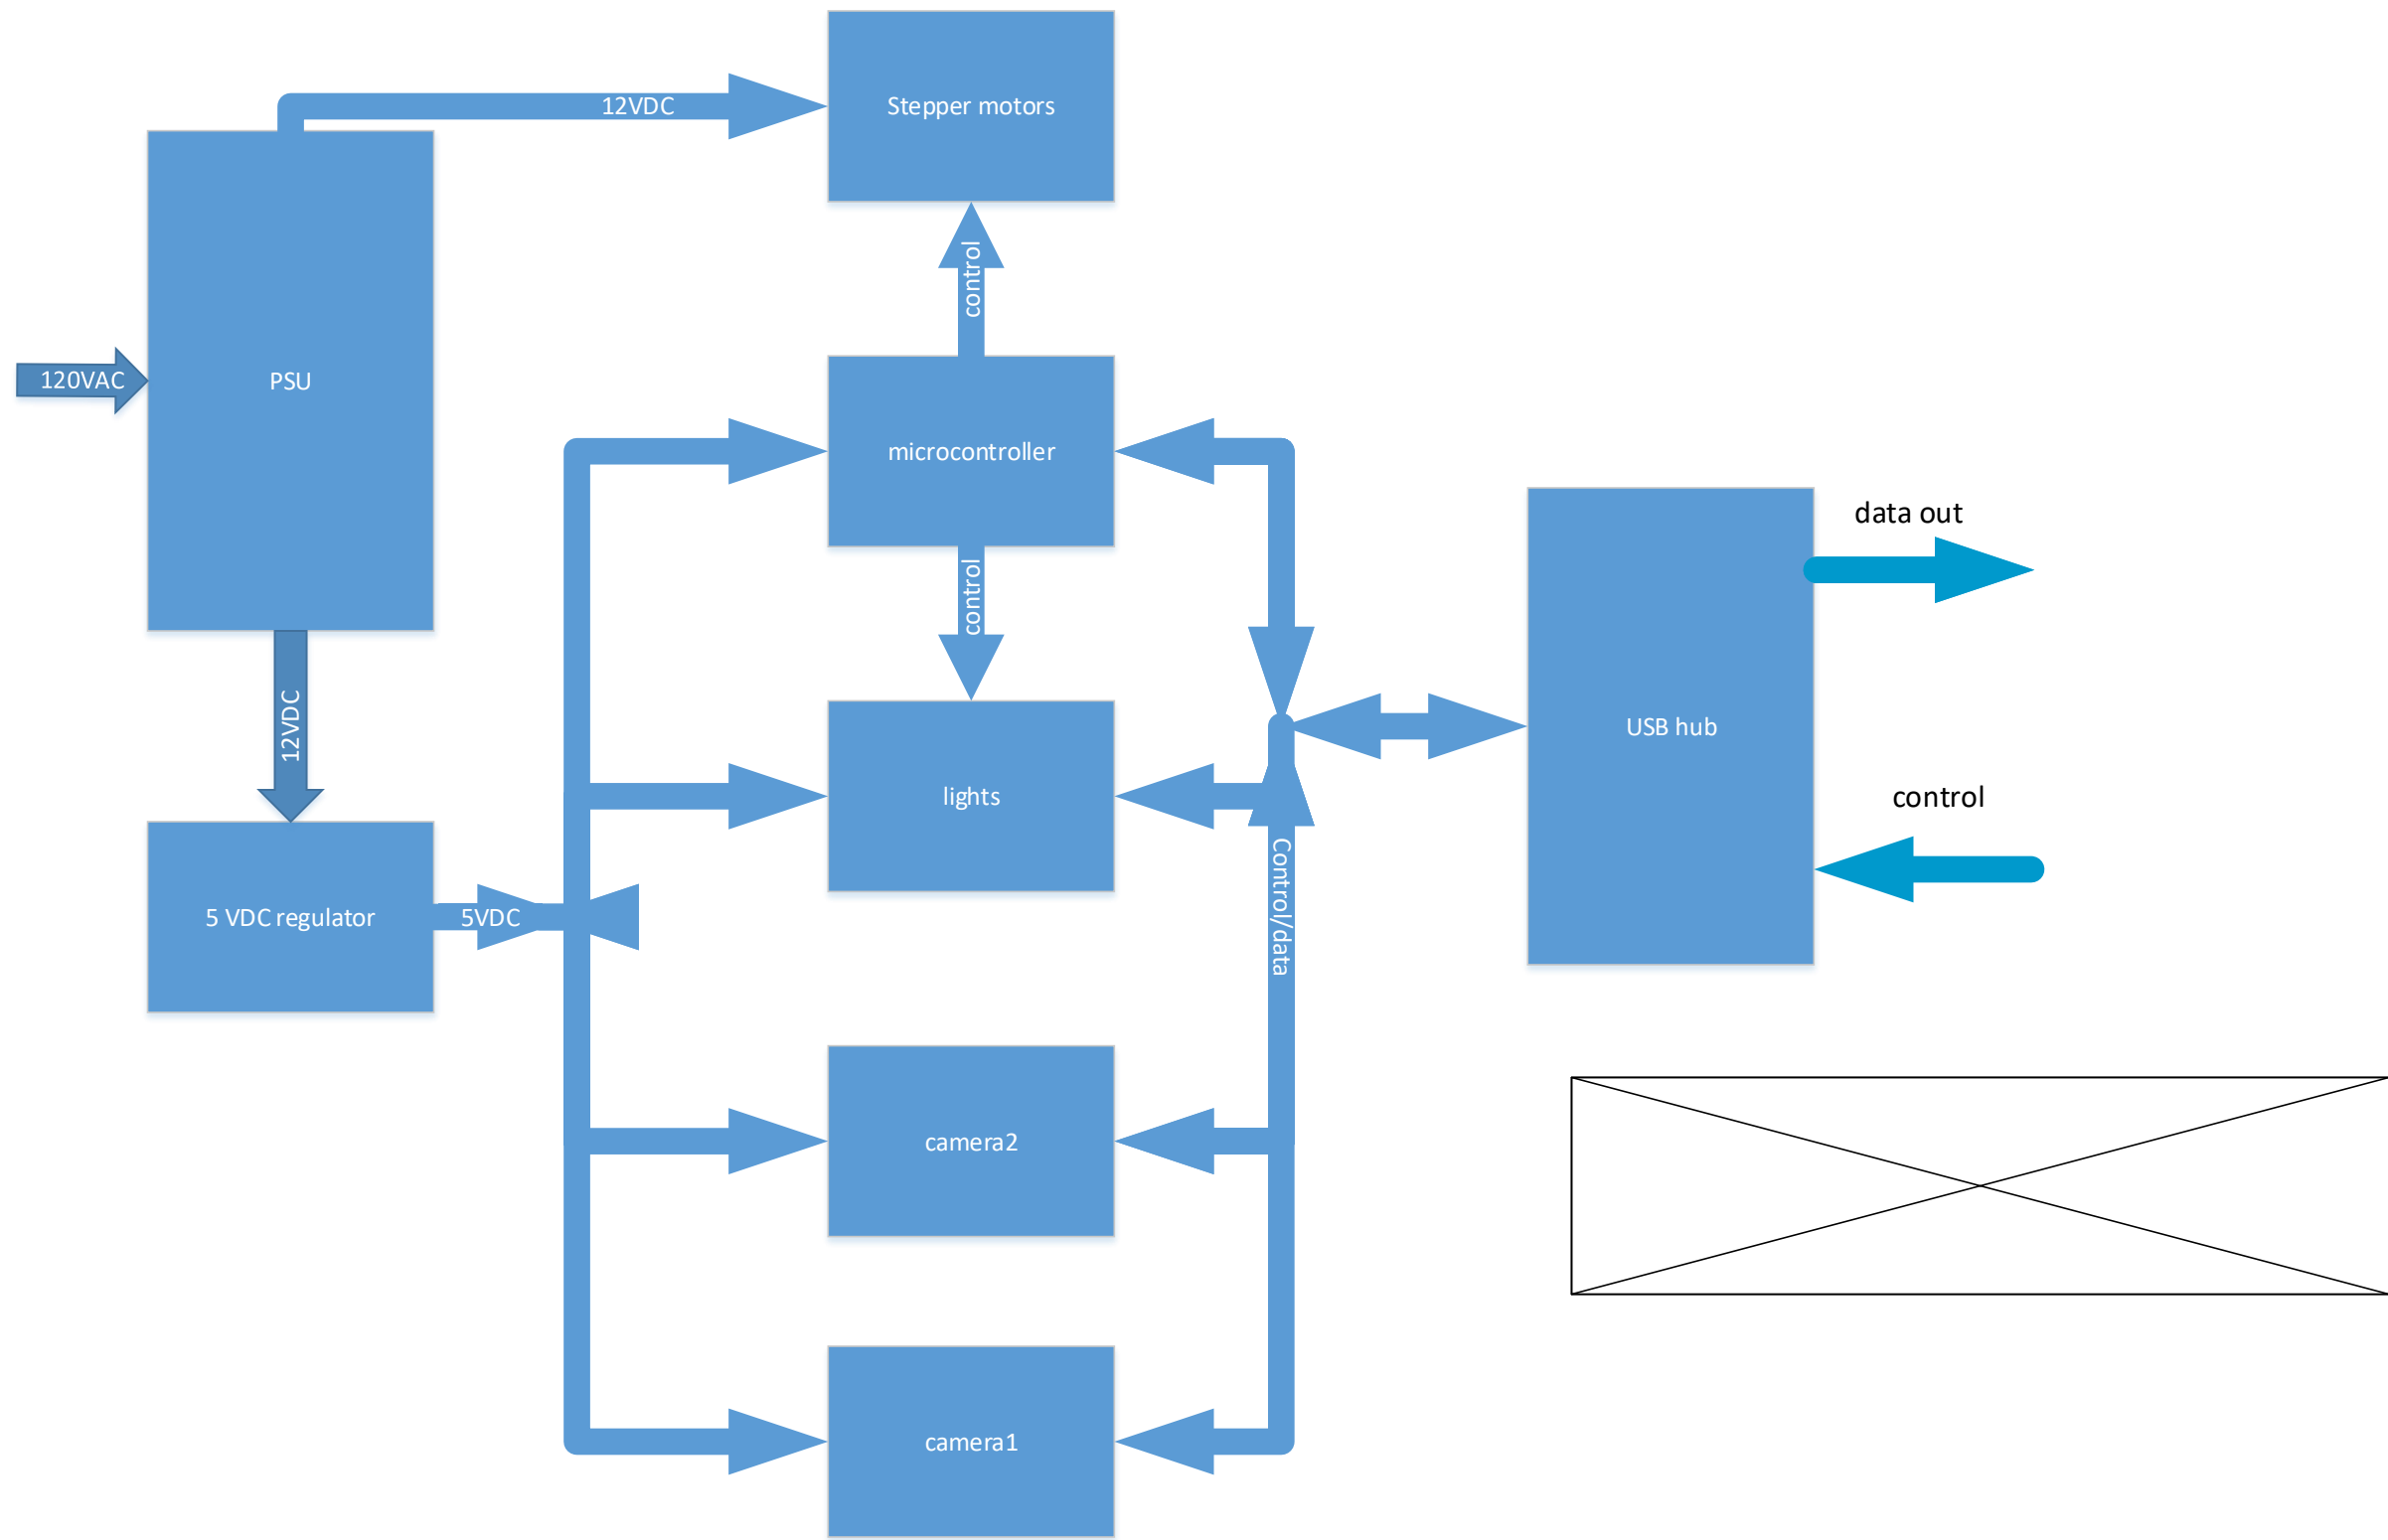 12VDC
Stepper motors
control
120VAC
PSU
microcontroller
data out
control
12VDC
USB hub
lights
control
Control/data
5 VDC regulator
5VDC
camera2
camera1